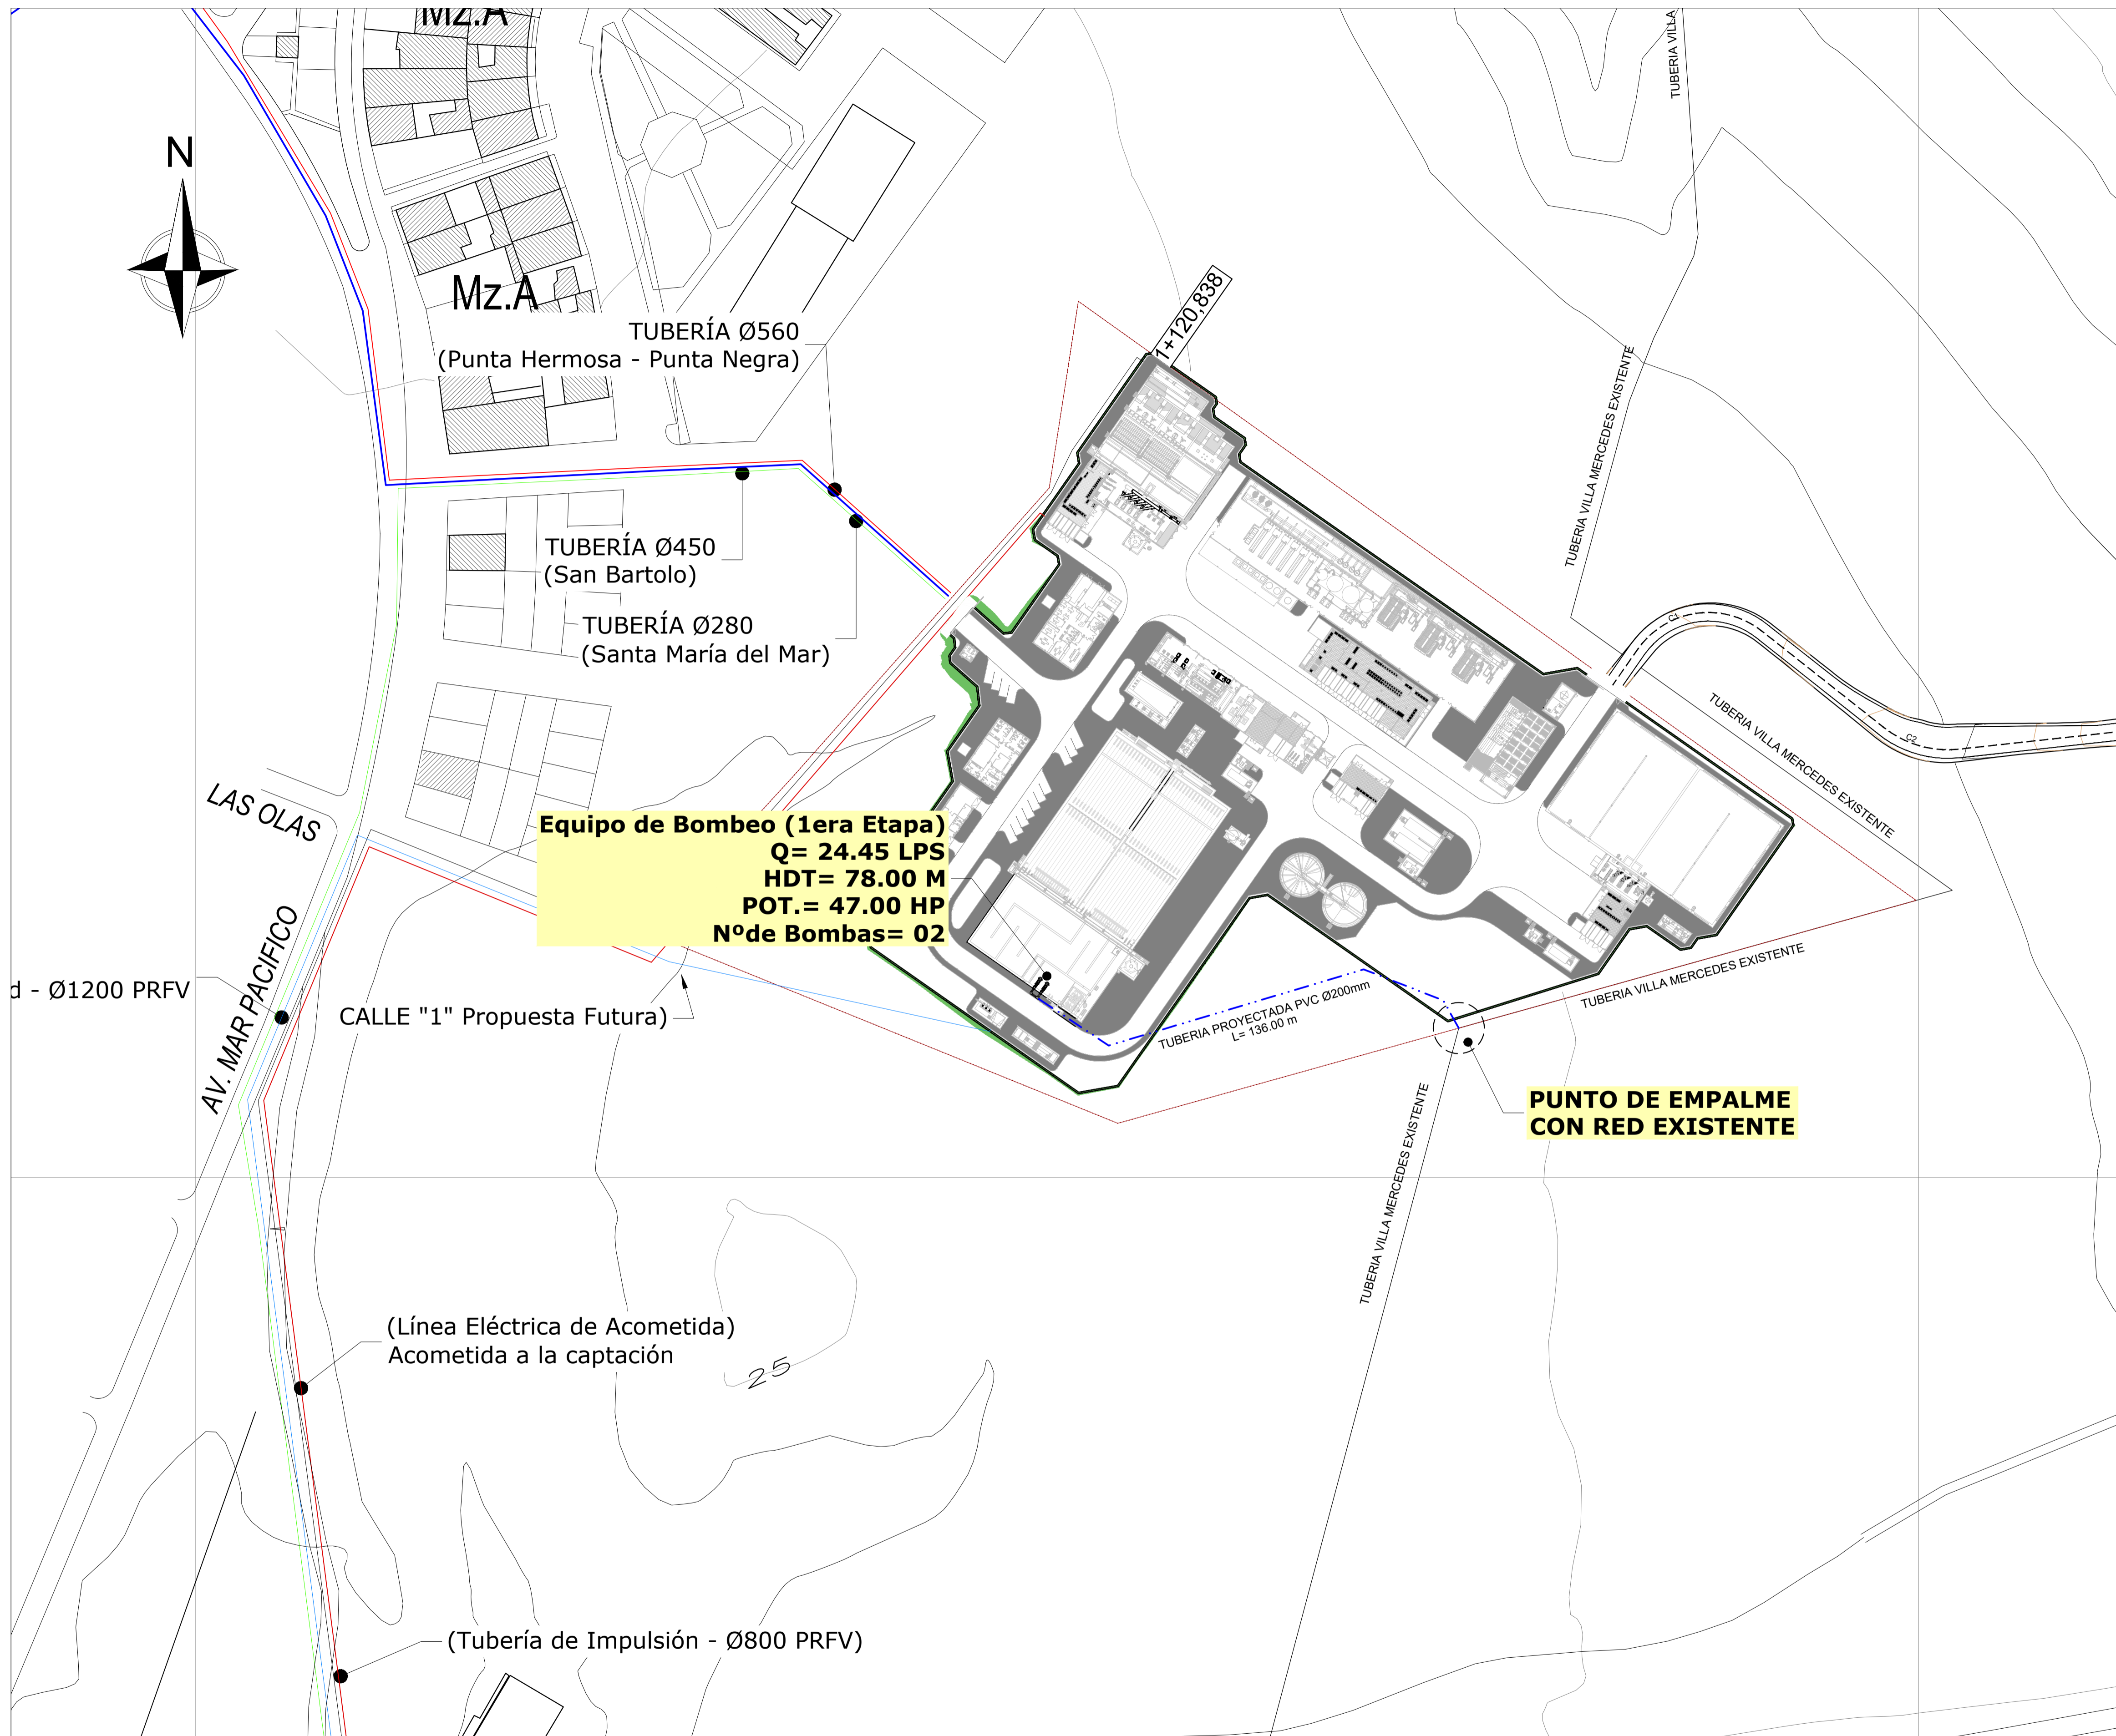 Mz.A
N
Mz.A
TUBERÍA Ø560
(Punta Hermosa - Punta Negra)
1+120,838
TUBERIA VILLA
TUBERIA VILLA MERCEDES EXISTENTE
TUBERÍA Ø450
(San Bartolo)
TUBERÍA Ø280
(Santa María del Mar)
C1
C2
TUBERIA VILLA MERCEDES EXISTENTE
LAS OLAS
Equipo de Bombeo (1era Etapa)
Q= 24.45 LPS
HDT= 78.00 M
POT.= 47.00 HP
Nºde Bombas= 02
AV. MAR PACIFICO
d - Ø1200 PRFV
CALLE "1" Propuesta Futura)
TUBERIA PROYECTADA PVC Ø200mm
L= 136.00 m
TUBERIA VILLA MERCEDES EXISTENTE
PUNTO DE EMPALME
CON RED EXISTENTE
TUBERIA VILLA MERCEDES EXISTENTE
(Línea Eléctrica de Acometida)
Acometida a la captación
25
(Tubería de Impulsión - Ø800 PRFV)